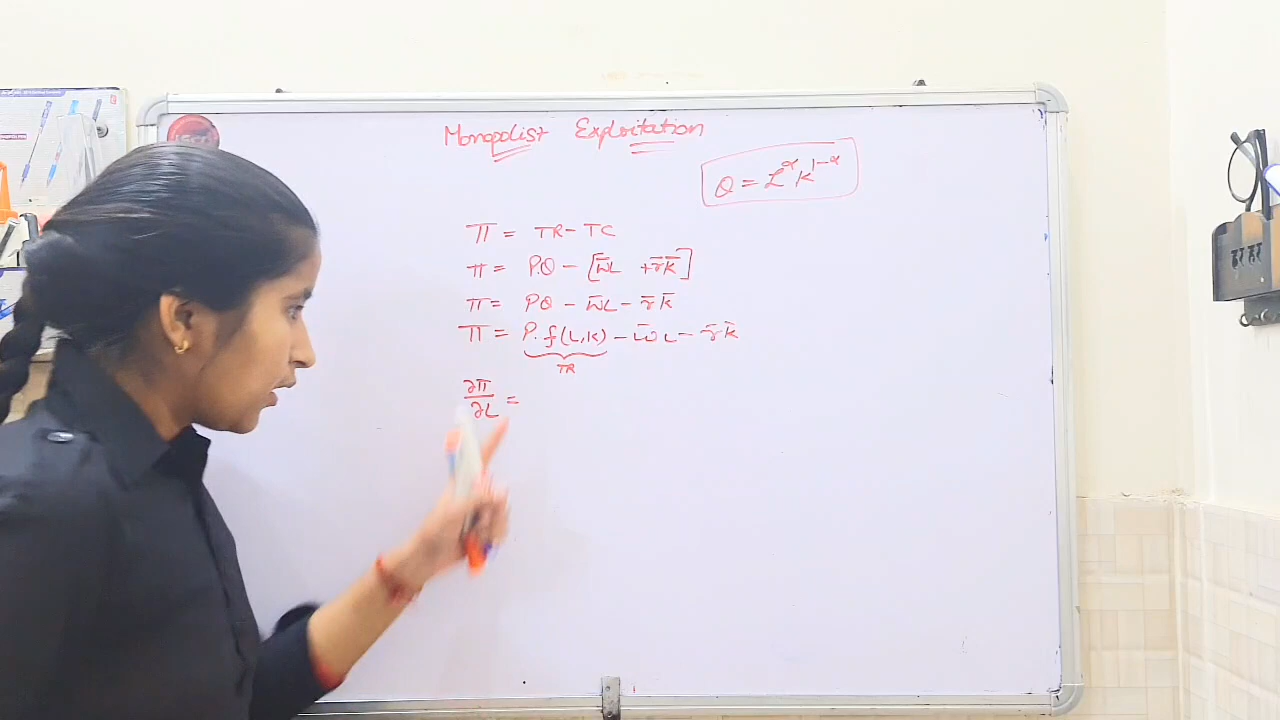 Monopolist Exploitation
Q = L^α K^1-α
π = TR - TC
π = P.Q - [w̄L + r̄K̄]
π = PQ - w̄L - r̄K̄
π = P. f(L,K) - w̄L - r̄K̄
TR
∂π/∂L =